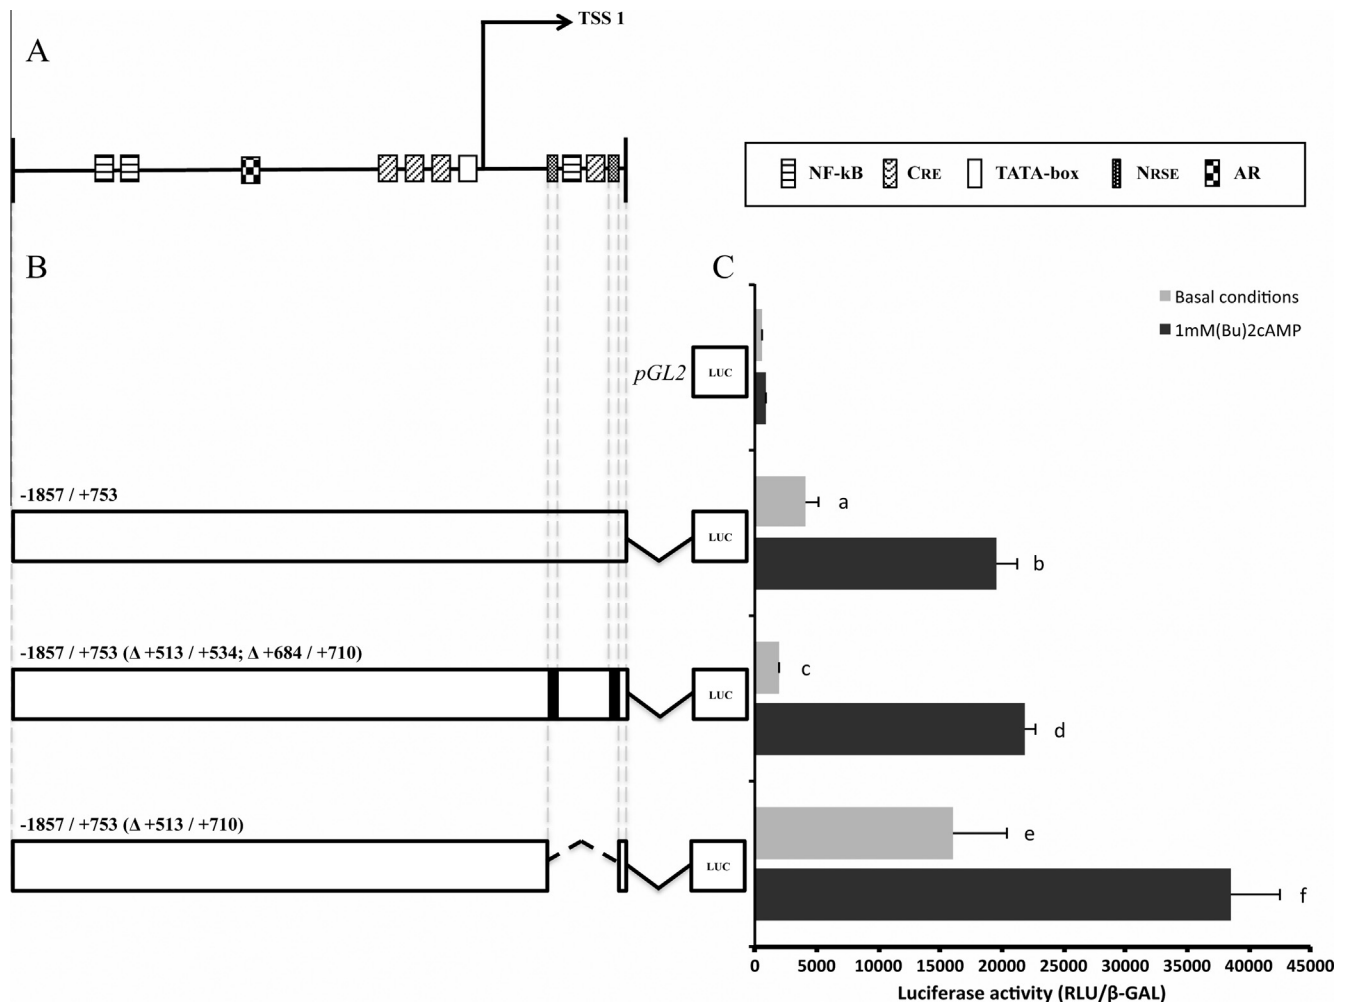 TSS 1
A
NF-kB CRE TATA-box NRSE AR
B
C
Basal conditions
1mM(Bu)2cAMP
pGL2 LUC
-1857 / +753
a
LUC
b
-1857 / +753 (Δ +513 / +534; Δ +684 / +710)
c
LUC
d
-1857 / +753 (Δ +513 / +710)
e
LUC
f
0 5000 10000 15000 20000 25000 30000 35000 40000 45000
Luciferase activity (RLU/β-GAL)